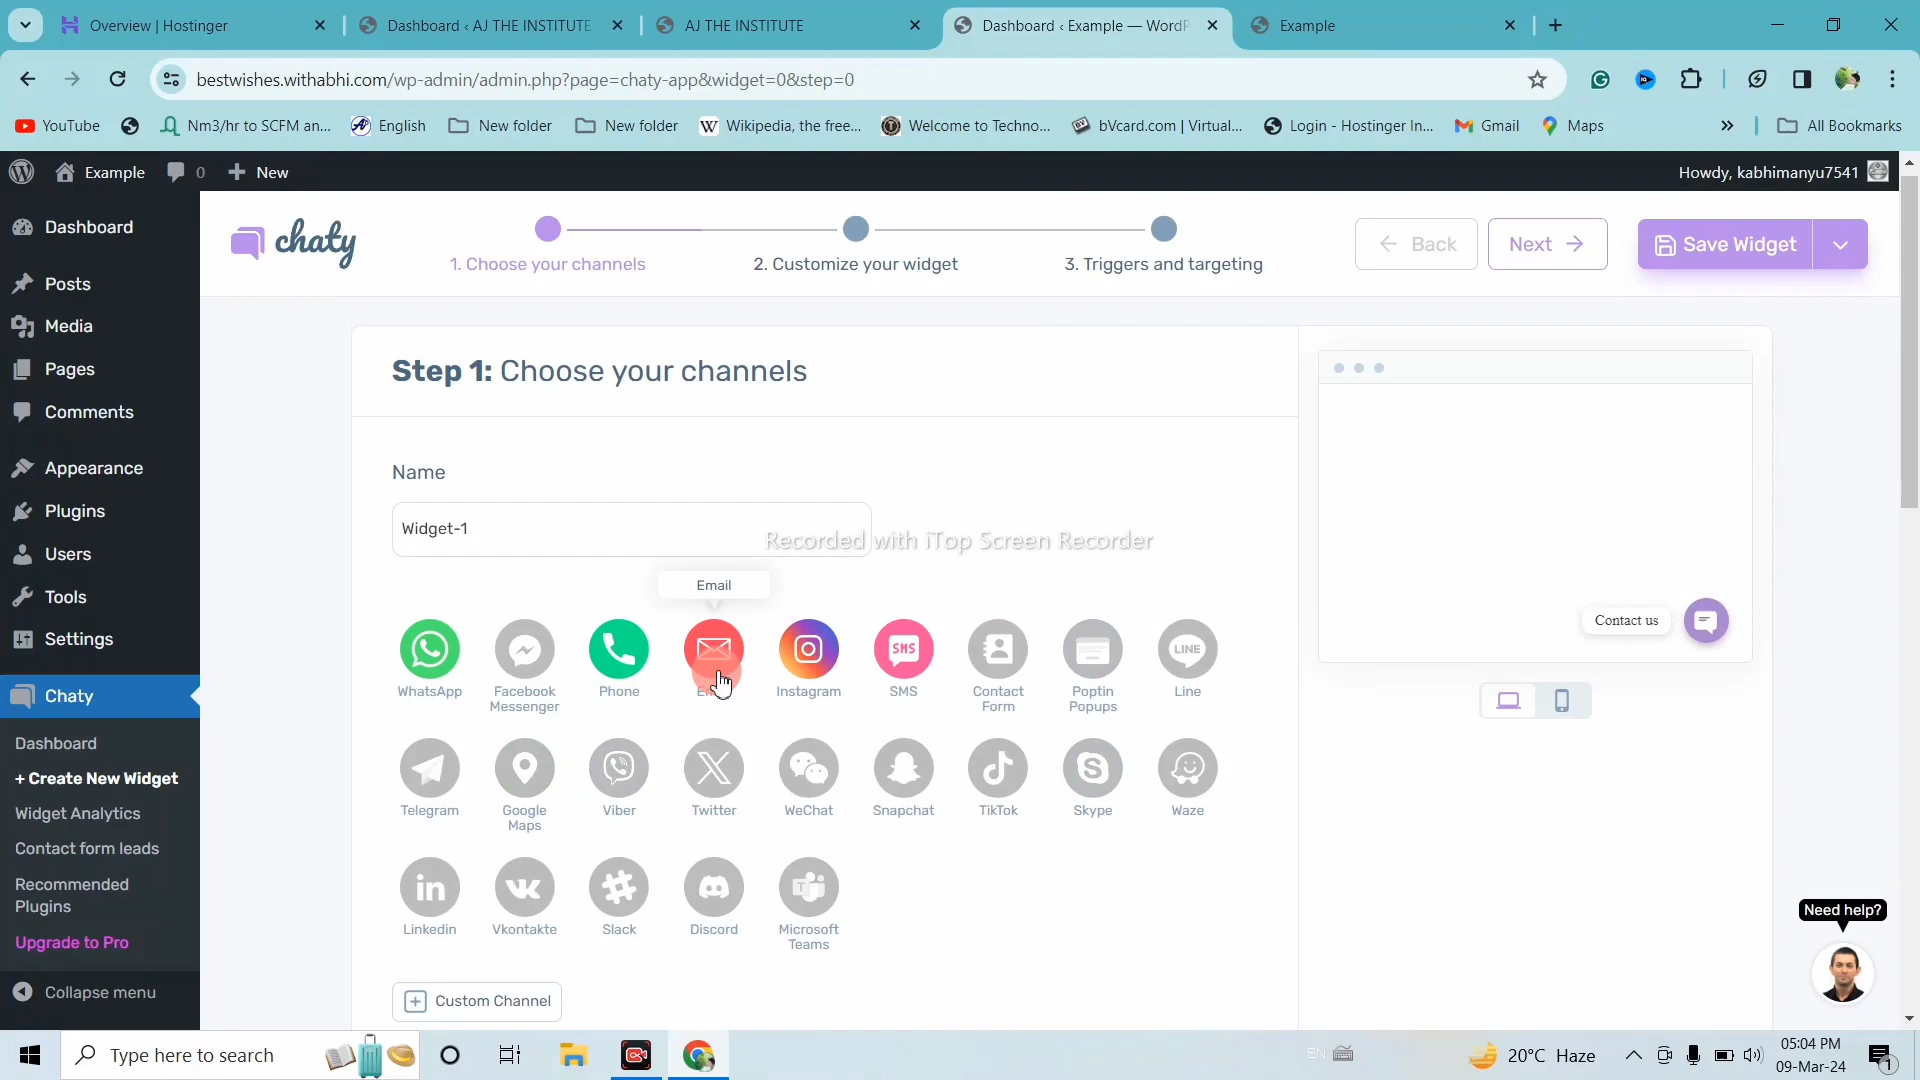 Overview | Hostinger
Dashboard ‹ AJ THE INSTITUTE
AJ THE INSTITUTE
Dashboard ‹ Example — WordP
Example
bestwishes.withabhi.com/wp-admin/admin.php?page=chaty-app&widget=0&step=0
YouTube
Nm3/hr to SCFM an...
English
New folder
New folder
Wikipedia, the free...
Welcome to Techno...
bVcard.com | Virtual...
Login - Hostinger In...
Gmail
Maps
All Bookmarks
Example
0
New
Howdy, kabhimanyu7541
Dashboard
Posts
Media
Pages
Comments
Appearance
Plugins
Users
Tools
Settings
Chaty
Dashboard
+ Create New Widget
Widget Analytics
Contact form leads
Recommended
Plugins
Upgrade to Pro
Collapse menu
chaty
1. Choose your channels
2. Customize your widget
3. Triggers and targeting
Back
Next
Save Widget
Step 1: Choose your channels
Name
Widget-1
Recorded with iTop Screen Recorder
Email
SMS
LINE
WhatsApp
Facebook
Messenger
Phone
Instagram
SMS
Contact
Form
Poptin
Popups
Line
Telegram
Google
Maps
Viber
Twitter
WeChat
Snapchat
TikTok
Skype
Waze
Linkedin
Vkontakte
Slack
Discord
Microsoft
Teams
Custom Channel
Contact us
Need help?
Type here to search
EN
20°C Haze
05:04 PM
09-Mar-24
1